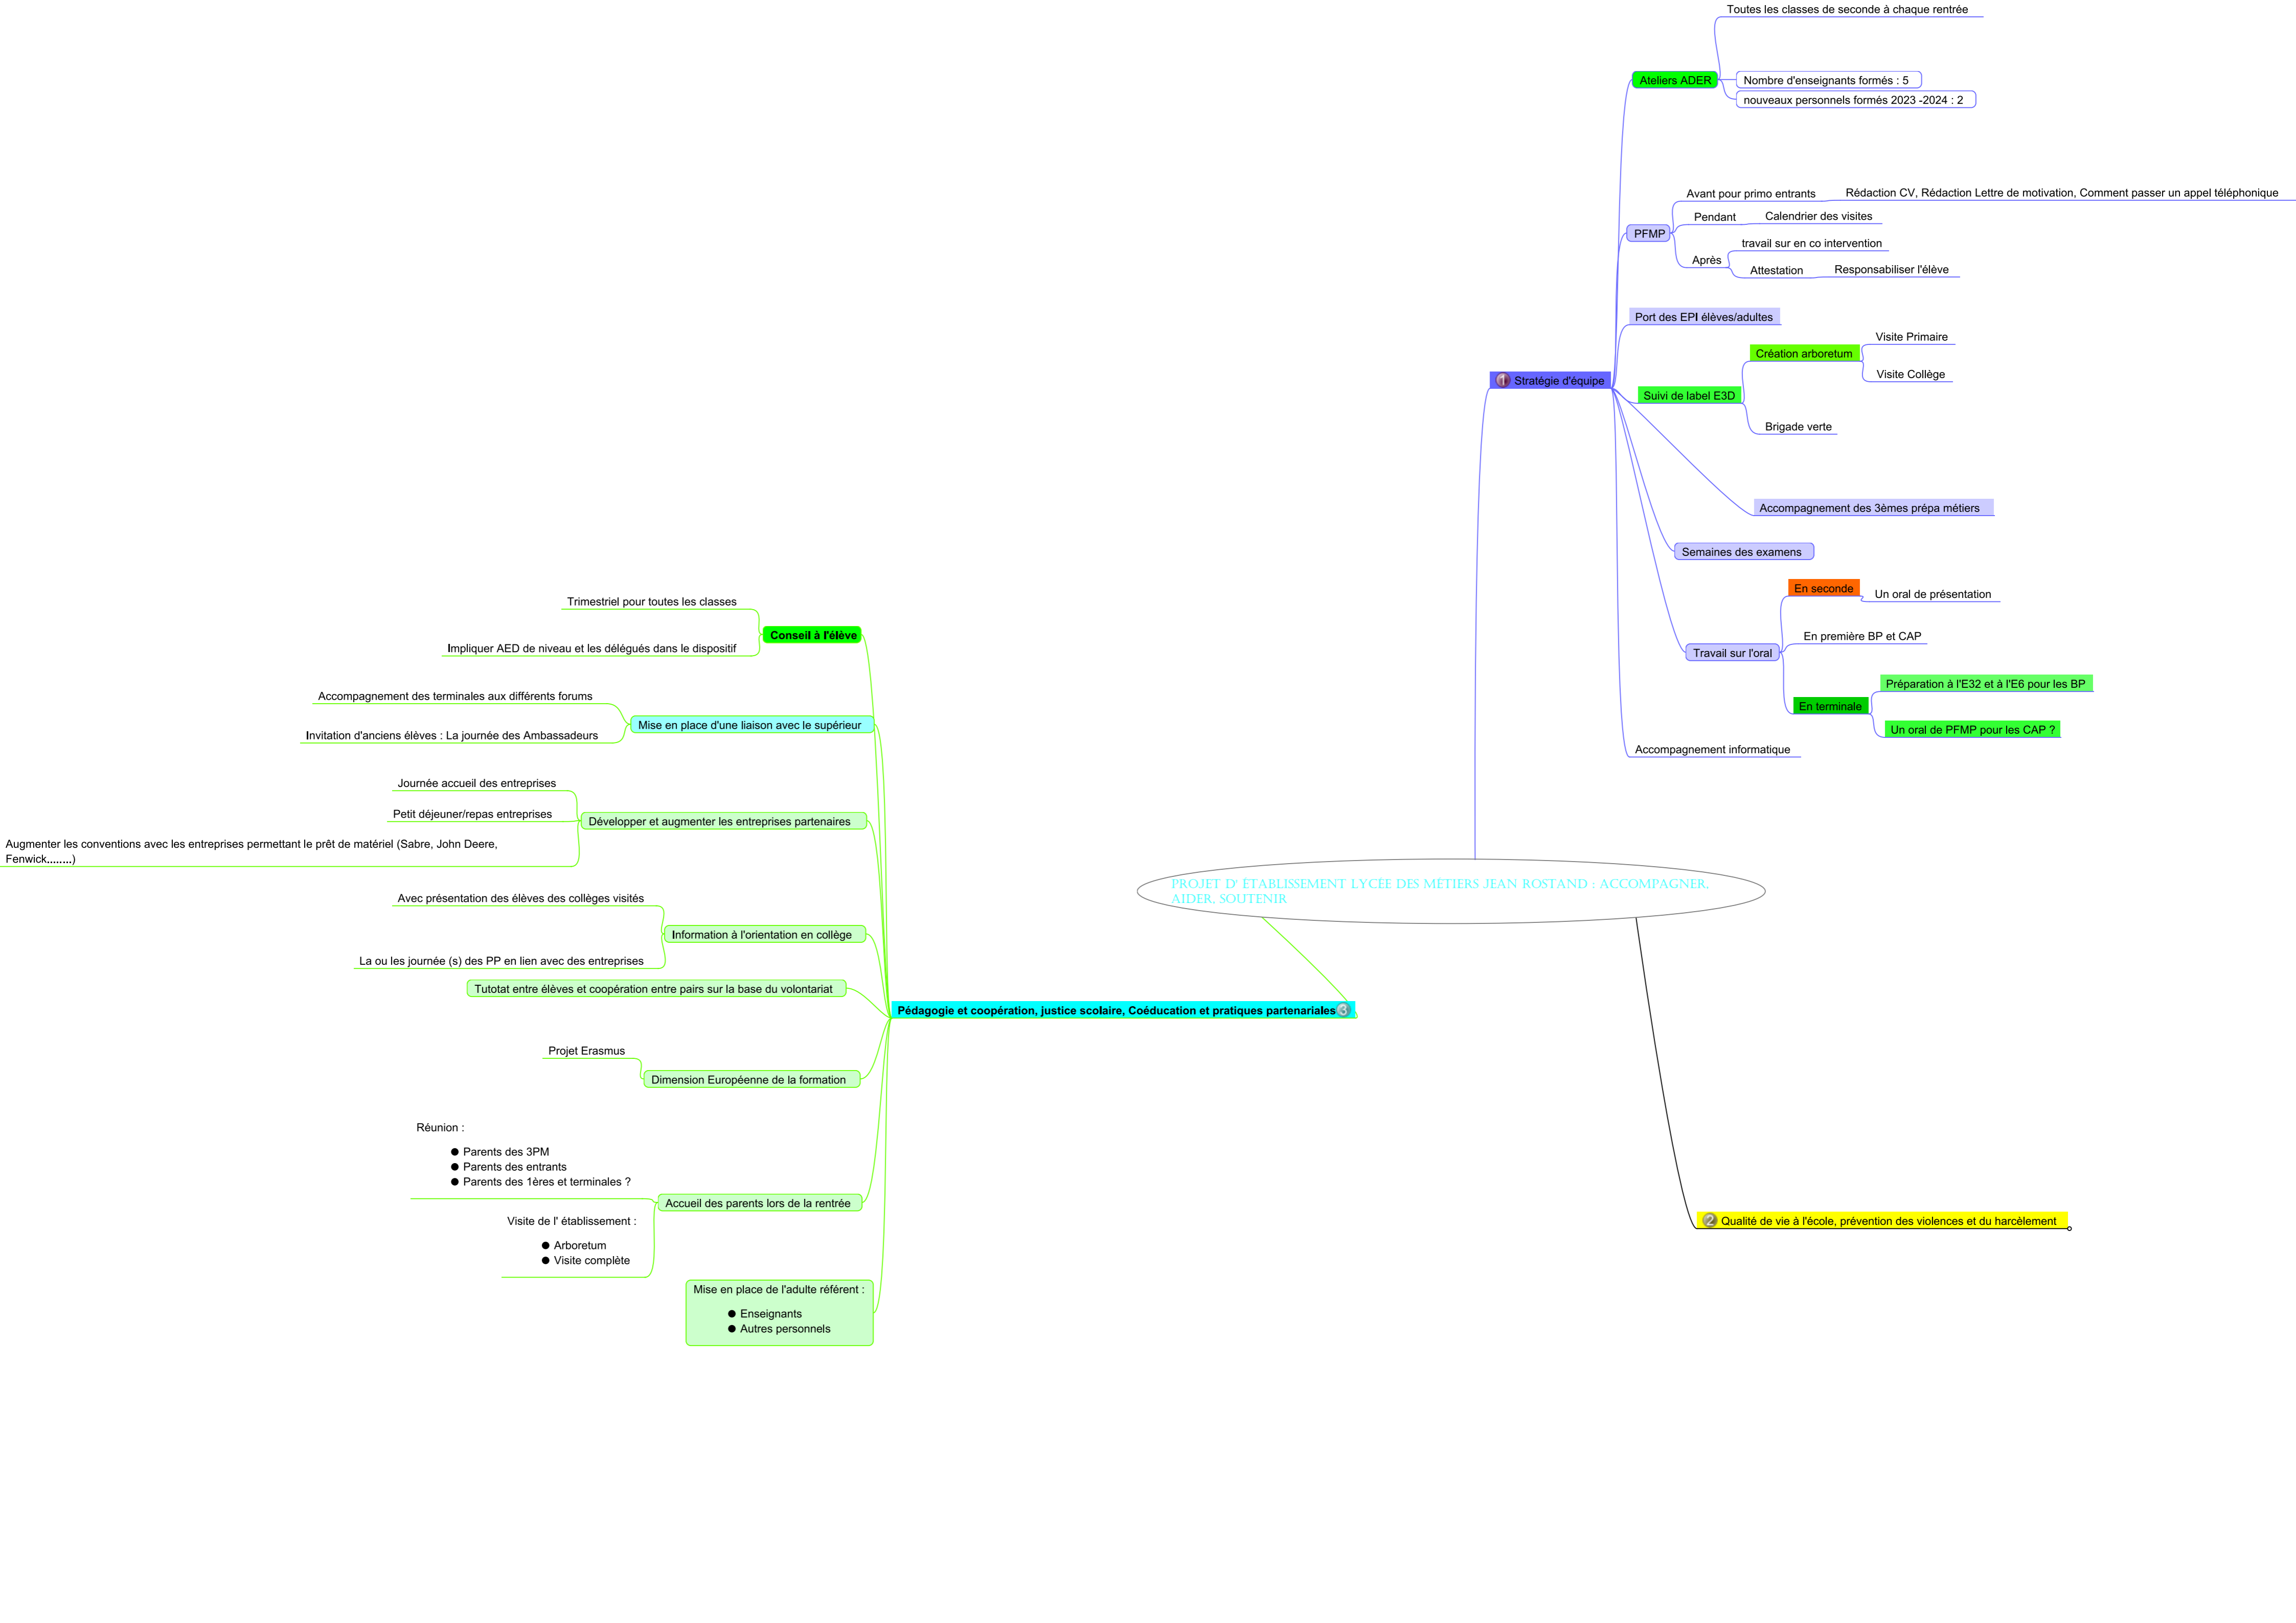 Toutes les classes de seconde à chaque rentrée
Ateliers ADER
Nombre d'enseignants formés : 5
nouveaux personnels formés 2023 -2024 : 2
Avant pour primo entrants
Rédaction CV, Rédaction Lettre de motivation, Comment passer un appel téléphonique
PFMP
Pendant
Calendrier des visites
Après
travail sur en co intervention
Attestation
Responsabiliser l'élève
Port des EPI élèves/adultes
1 Stratégie d'équipe
Suivi de label E3D
Création arboretum
Visite Primaire
Visite Collège
Brigade verte
Accompagnement des 3èmes prépa métiers
Semaines des examens
Travail sur l'oral
En seconde
Un oral de présentation
En première BP et CAP
En terminale
Préparation à l'E32 et à l'E6 pour les BP
Un oral de PFMP pour les CAP ?
Accompagnement informatique
PROJET D' ÉTABLISSEMENT LYCÉE DES MÉTIERS JEAN ROSTAND : ACCOMPAGNER,
AIDER, SOUTENIR
2 Qualité de vie à l'école, prévention des violences et du harcèlement
Pédagogie et coopération, justice scolaire, Coéducation et pratiques partenariales 3
Trimestriel pour toutes les classes
Conseil à l'élève
Impliquer AED de niveau et les délégués dans le dispositif
Accompagnement des terminales aux différents forums
Mise en place d'une liaison avec le supérieur
Invitation d'anciens élèves : La journée des Ambassadeurs
Journée accueil des entreprises
Petit déjeuner/repas entreprises
Développer et augmenter les entreprises partenaires
Augmenter les conventions avec les entreprises permettant le prêt de matériel (Sabre, John Deere,
Fenwick........)
Avec présentation des élèves des collèges visités
Information à l'orientation en collège
La ou les journée (s) des PP en lien avec des entreprises
Tutotat entre élèves et coopération entre pairs sur la base du volontariat
Projet Erasmus
Dimension Européenne de la formation
Réunion :
● Parents des 3PM
● Parents des entrants
● Parents des 1ères et terminales ?
Accueil des parents lors de la rentrée
Visite de l' établissement :
● Arboretum
● Visite complète
Mise en place de l'adulte référent :
● Enseignants
● Autres personnels